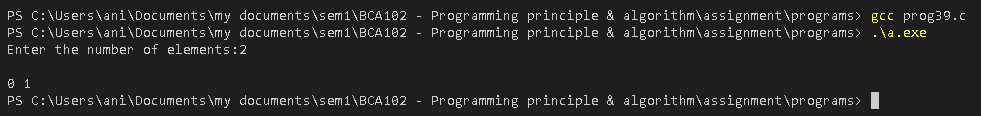 PS C:\Users\ani\Documents\my documents\sem1\BCA102 - Programming principle & algorithm\assignment\programs> gcc prog39.c
PS C:\Users\ani\Documents\my documents\sem1\BCA102 - Programming principle & algorithm\assignment\programs> .\a.exe
Enter the number of elements:2
0 1
PS C:\Users\ani\Documents\my documents\sem1\BCA102 - Programming principle & algorithm\assignment\programs>